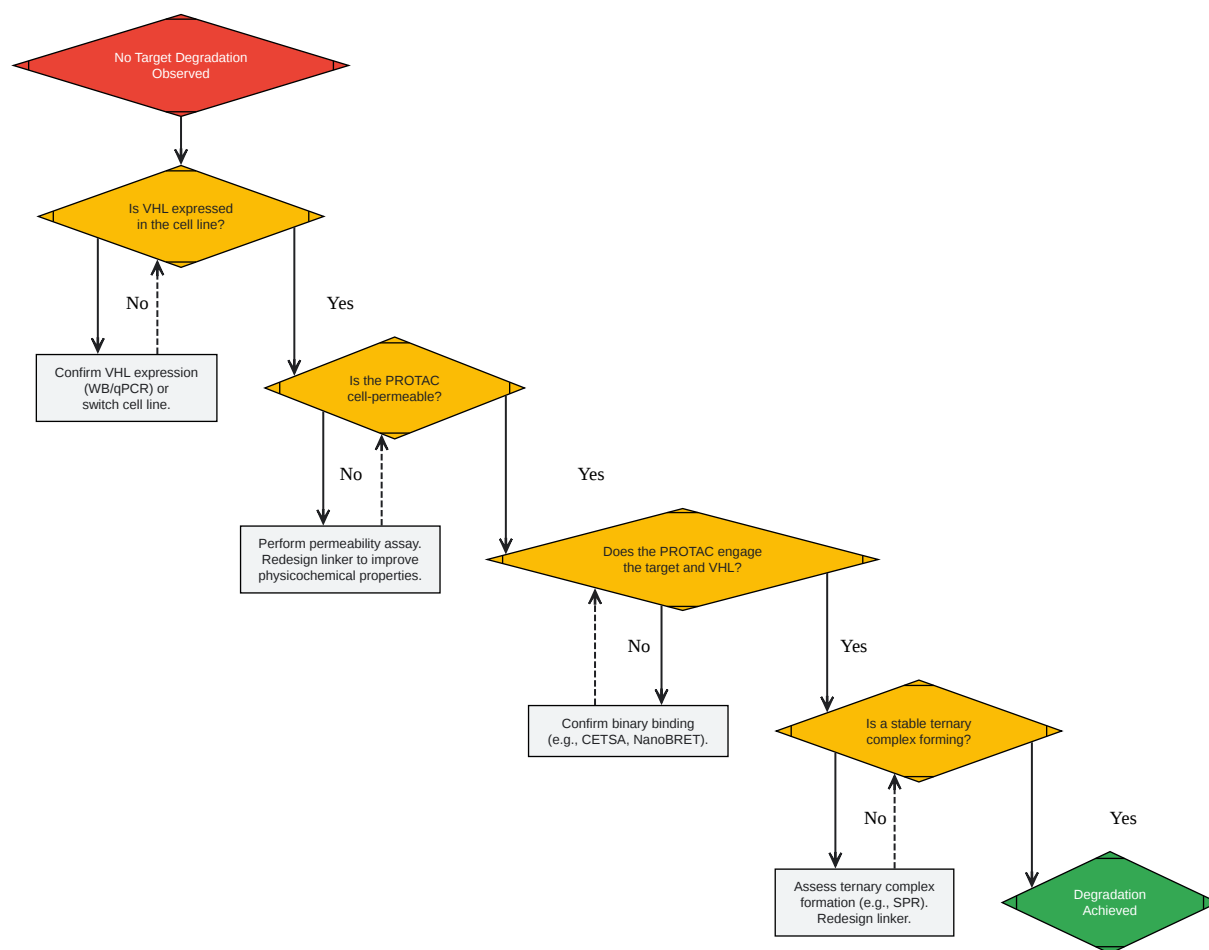 No Target Degradation
Observed
Is VHL expressed
in the cell line?
No
Yes
Confirm VHL expression
(WB/qPCR) or
switch cell line.
Is the PROTAC
cell-permeable?
No
Yes
Perform permeability assay.
Redesign linker to improve
physicochemical properties.
Does the PROTAC engage
the target and VHL?
No
Yes
Confirm binary binding
(e.g., CETSA, NanoBRET).
Is a stable ternary
complex forming?
No
Yes
Assess ternary complex
formation (e.g., SPR).
Redesign linker.
Degradation
Achieved